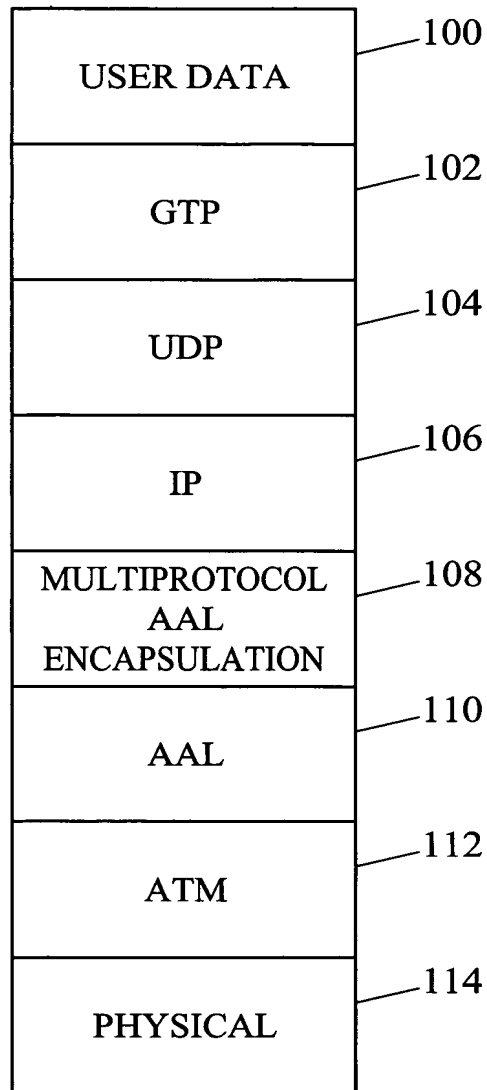 USER DATA
100
GTP
102
UDP
104
IP
106
MULTIPROTOCOL
AAL
ENCAPSULATION
108
AAL
110
ATM
112
PHYSICAL
114